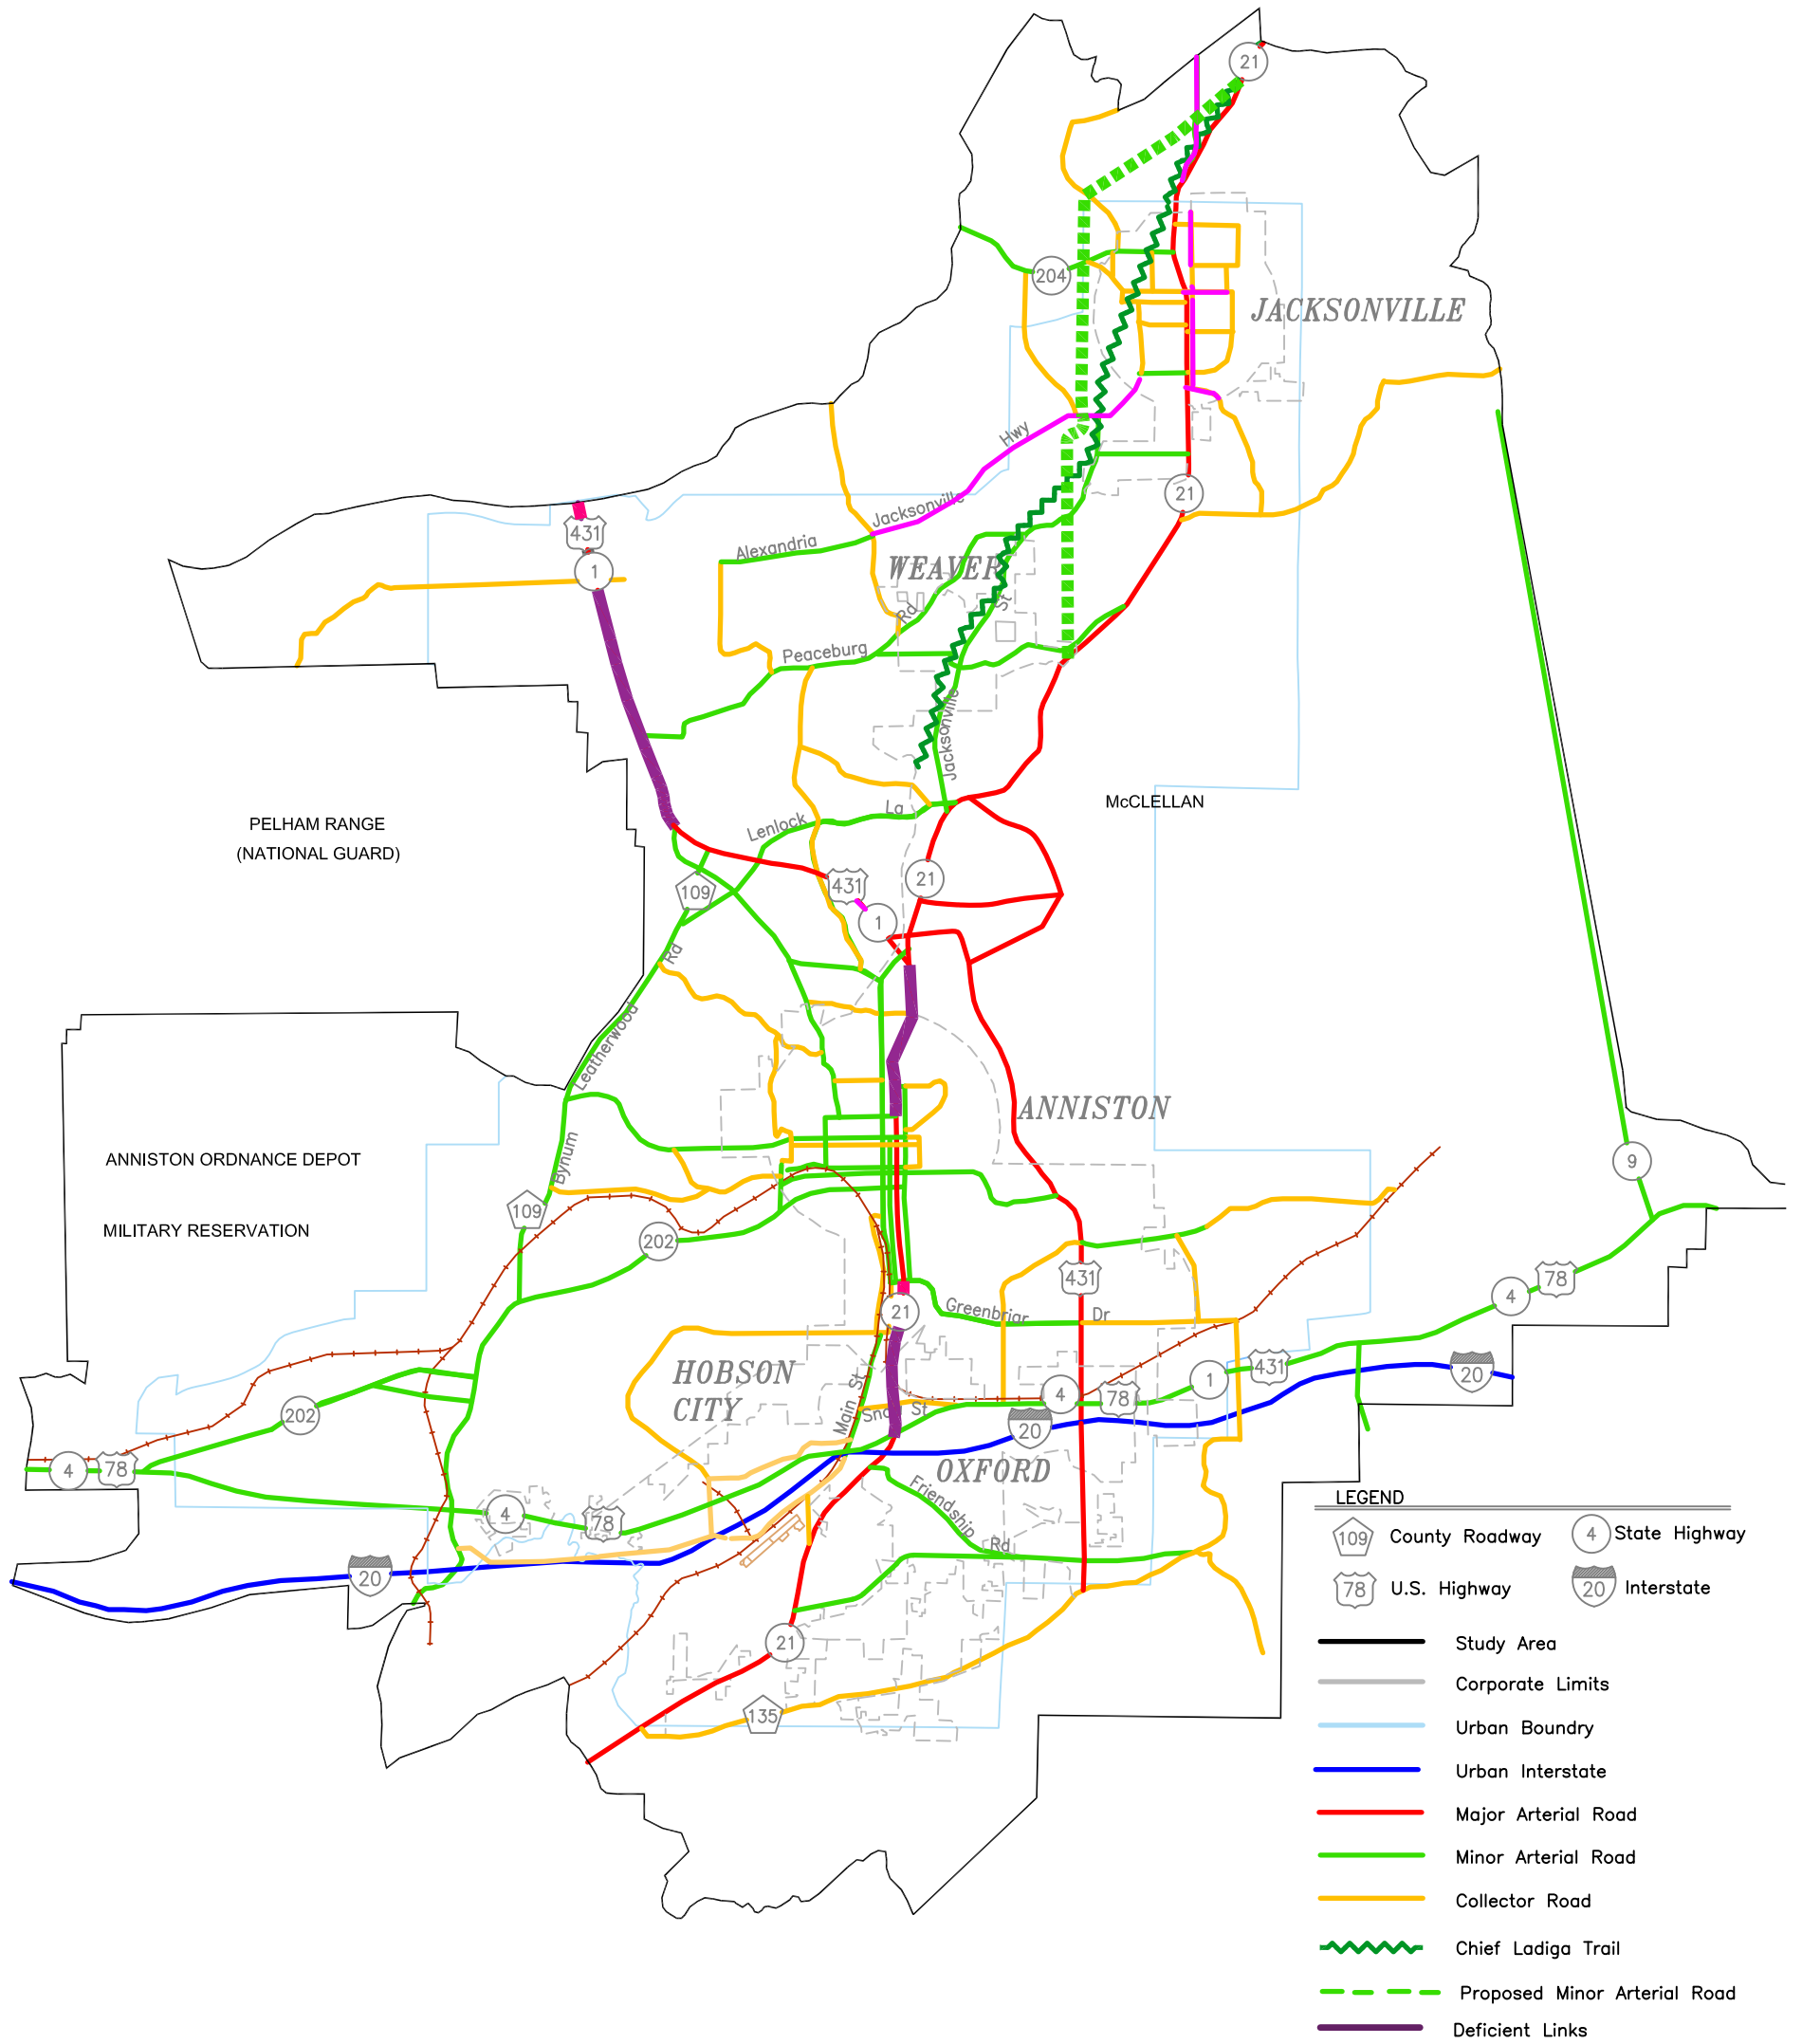 21
204
JACKSONVILLE
Hwy
21
Jacksonville
431
Alexandria
1
WEAVER
Rd
St
Peaceburg
Jacksonville
McCLELLAN
La
PELHAM RANGE
Lenlock
(NATIONAL GUARD)
431
21
109
1
Rd
Leatherwood
ANNISTON
ANNISTON ORDNANCE DEPOT
Bynum
9
109
MILITARY RESERVATION
202
431
78
4
21
Greenbriar
Dr
HOBSON
CITY
431
20
1
4
78
Main St
Sno
St
202
20
4
78
OXFORD
LEGEND
Friendship
Rd
4
78
109
County Roadway
4
State Highway
20
78
U.S. Highway
20
Interstate
21
Study Area
Corporate Limits
135
Urban Boundry
Urban Interstate
Major Arterial Road
Minor Arterial Road
Collector Road
Chief Ladiga Trail
Proposed Minor Arterial Road
Deficient Links